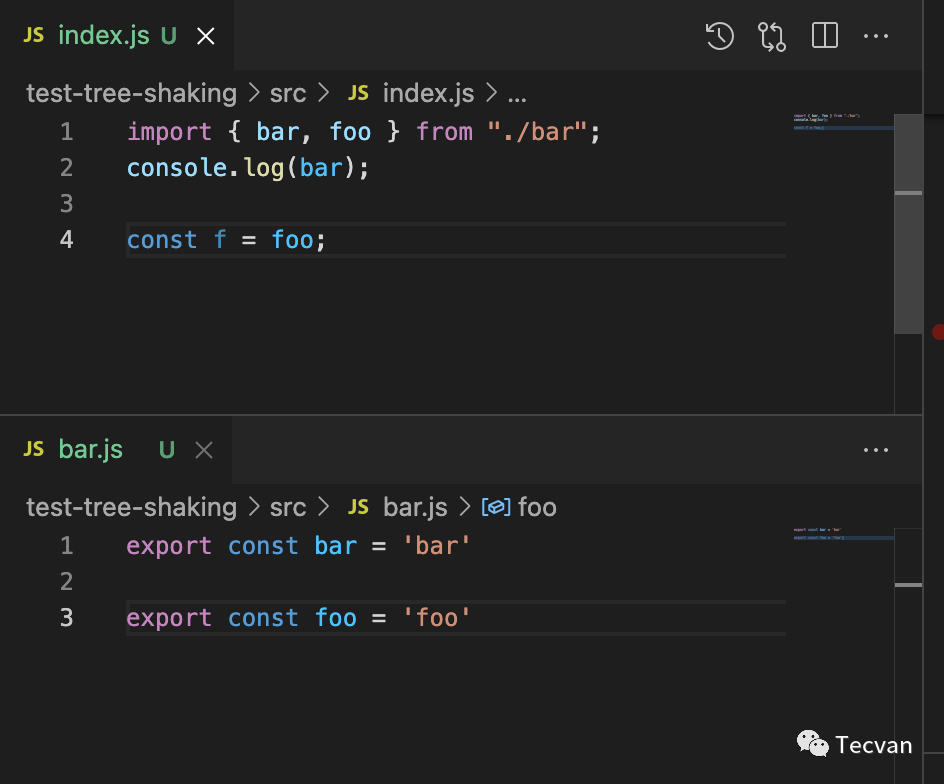 JS index.js U
test-tree-shaking > src > JS index.js > ...
1 import { bar, foo } from "./bar";
2 console.log(bar);
3
4 const f = foo;
JS bar.js U
test-tree-shaking > src > JS bar.js > foo
1 export const bar = 'bar'
2
3 export const foo = 'foo'
Tecvan